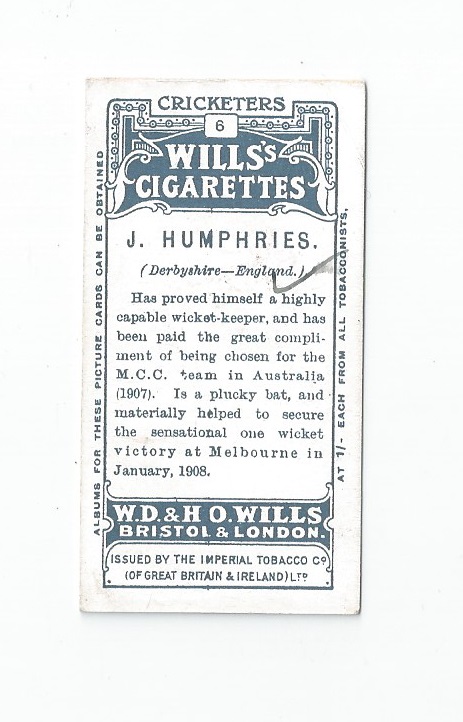 CRICKETERS
6
WILLS'S
CIGARETTES
J. HUMPHRIES.
(Derbyshire—England.)
Has proved himself a highly
capable wicket-keeper, and has
been paid the great compli-
ment of being chosen for the
M.C.C. team in Australia
(1907). Is a plucky bat, and
materially helped to secure
the sensational one wicket
victory at Melbourne in
January, 1908.
W.D. & H O. WILLS
BRISTOL & LONDON.
ISSUED BY THE IMPERIAL TOBACCO CO
(OF GREAT BRITAIN & IRELAND) LTD
ALBUMS FOR THESE PICTURE CARDS CAN BE OBTAINED
AT 1/- EACH FROM ALL TOBACCONISTS,